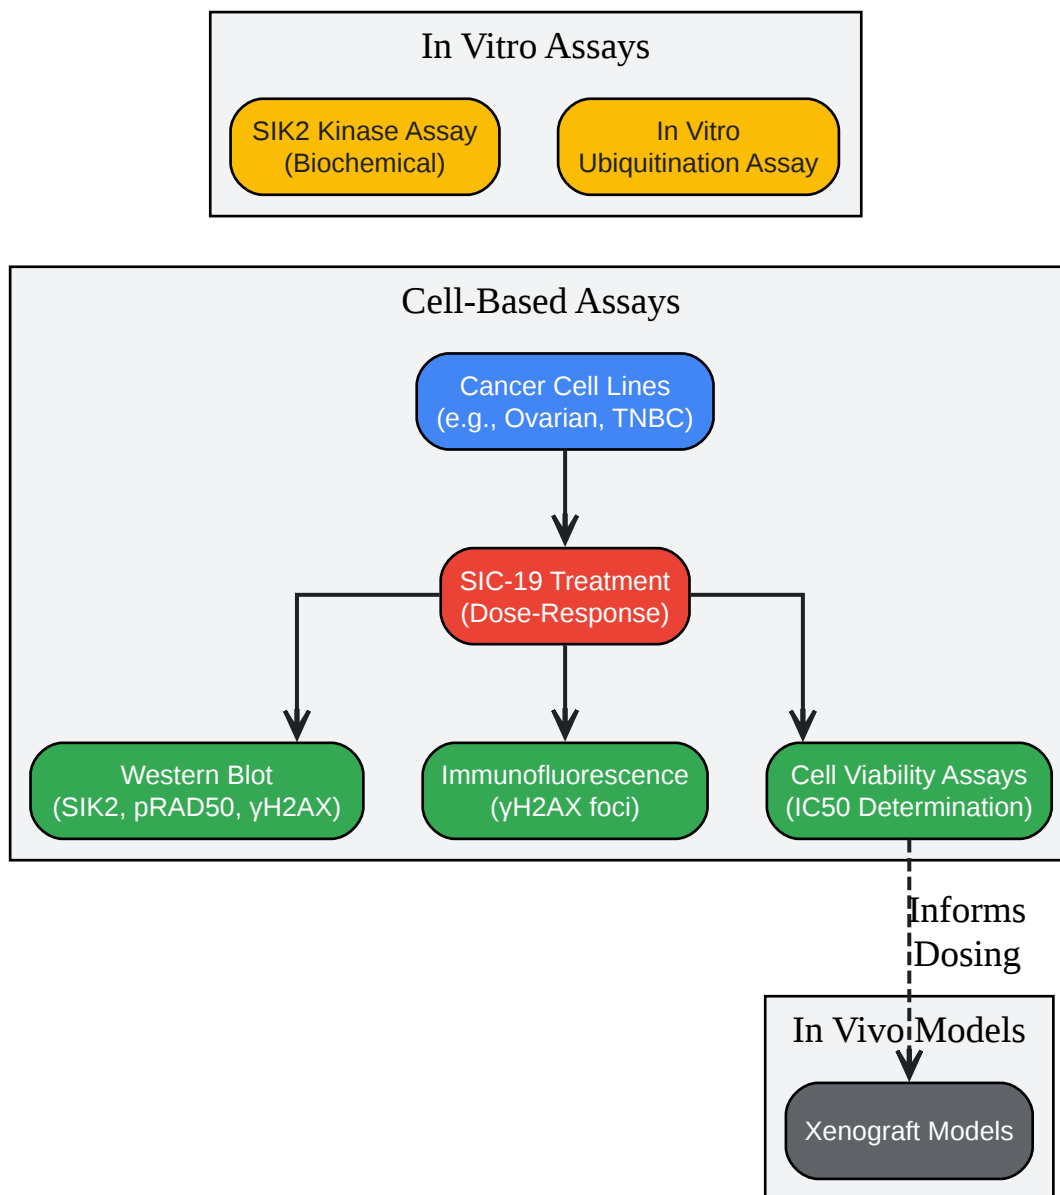 In Vitro Assays
SIK2 Kinase Assay
(Biochemical)
In Vitro
Ubiquitination Assay
Cell-Based Assays
Cancer Cell Lines
(e.g., Ovarian, TNBC)
SIC-19 Treatment
(Dose-Response)
Western Blot
(SIK2, pRAD50, γH2AX)
Immunofluorescence
(γH2AX foci)
Cell Viability Assays
(IC50 Determination)
Informs
Dosing
In Vivo Models
Xenograft Models